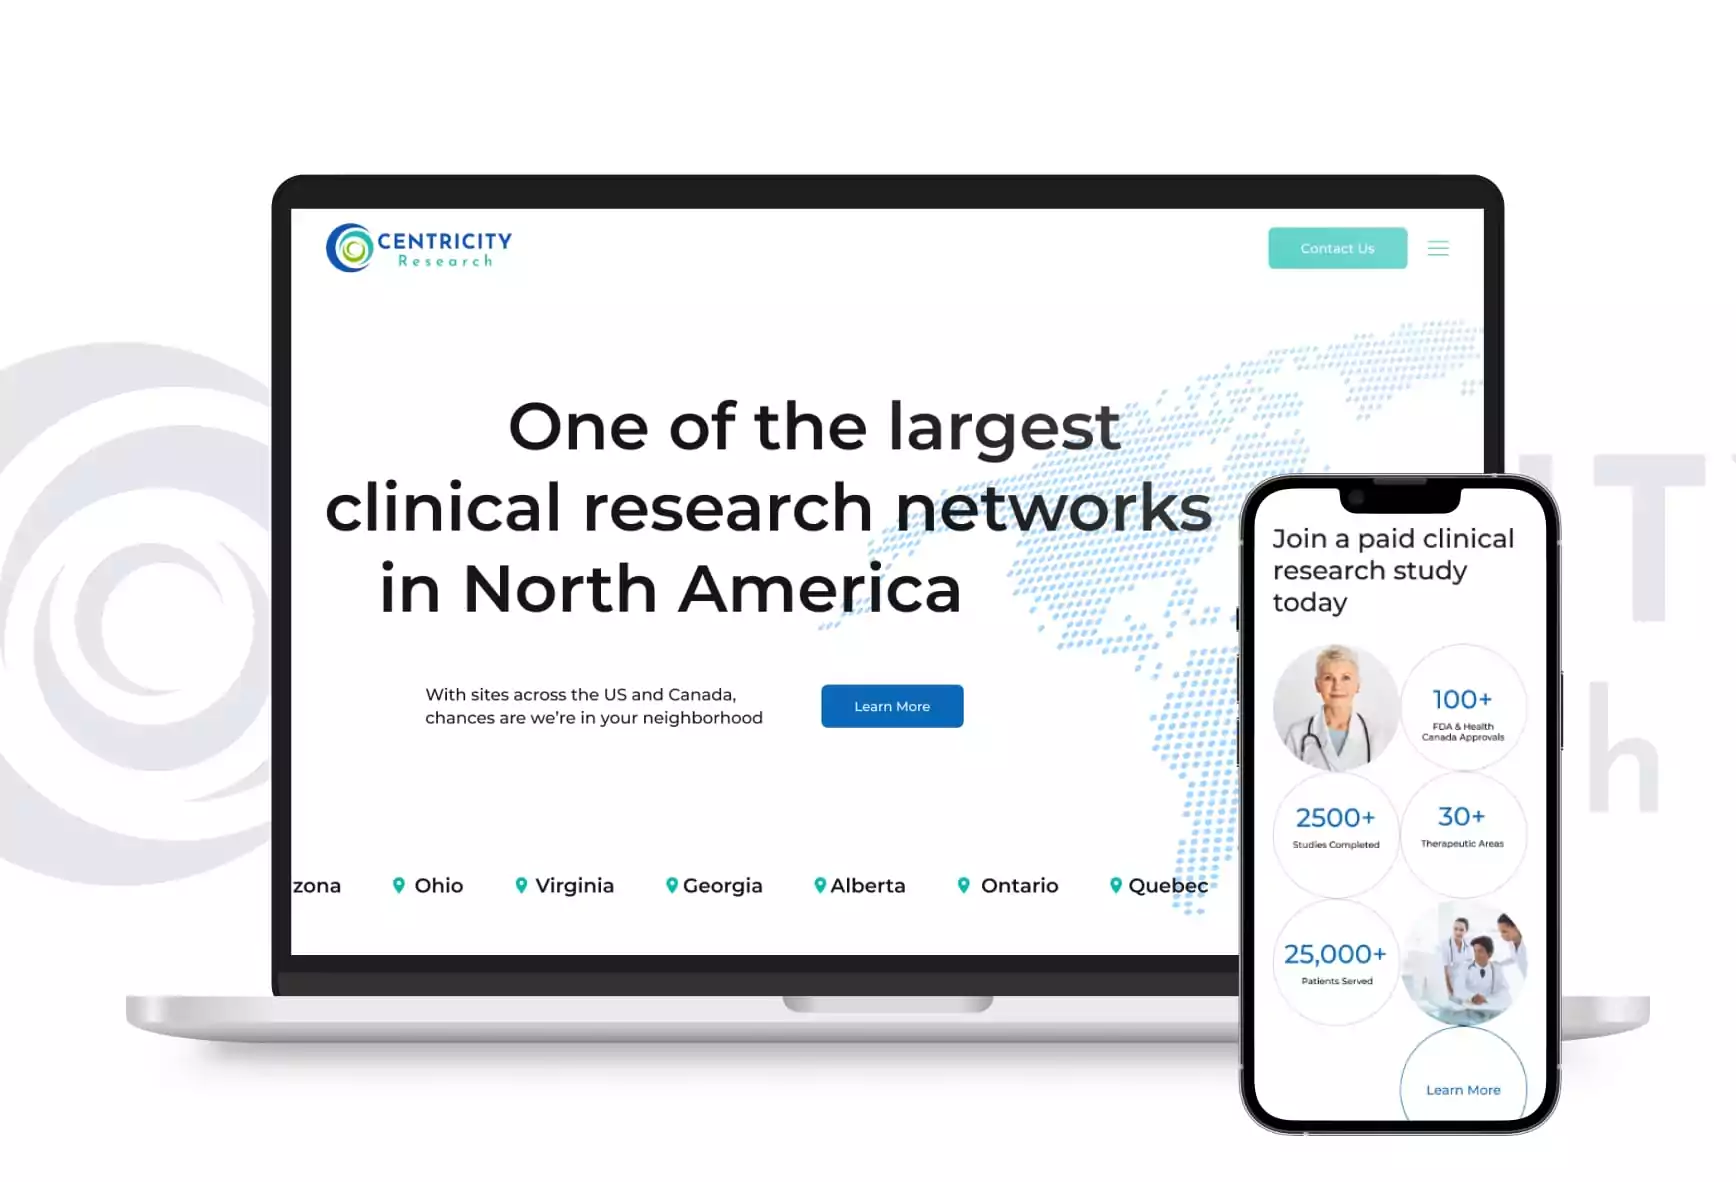 CENTRICITY
Research
Contact Us
One of the largest
clinical research networks
in North America
With sites across the US and Canada,
chances are we’re in your neighborhood
Learn More
zona
Ohio
Virginia
Georgia
Alberta
Ontario
Quebec
Join a paid clinical
research study
today
100+
FDA & Health
Canada Approvals
2500+
Studies Completed
30+
Therapeutic Areas
25,000+
Patients Served
Learn More